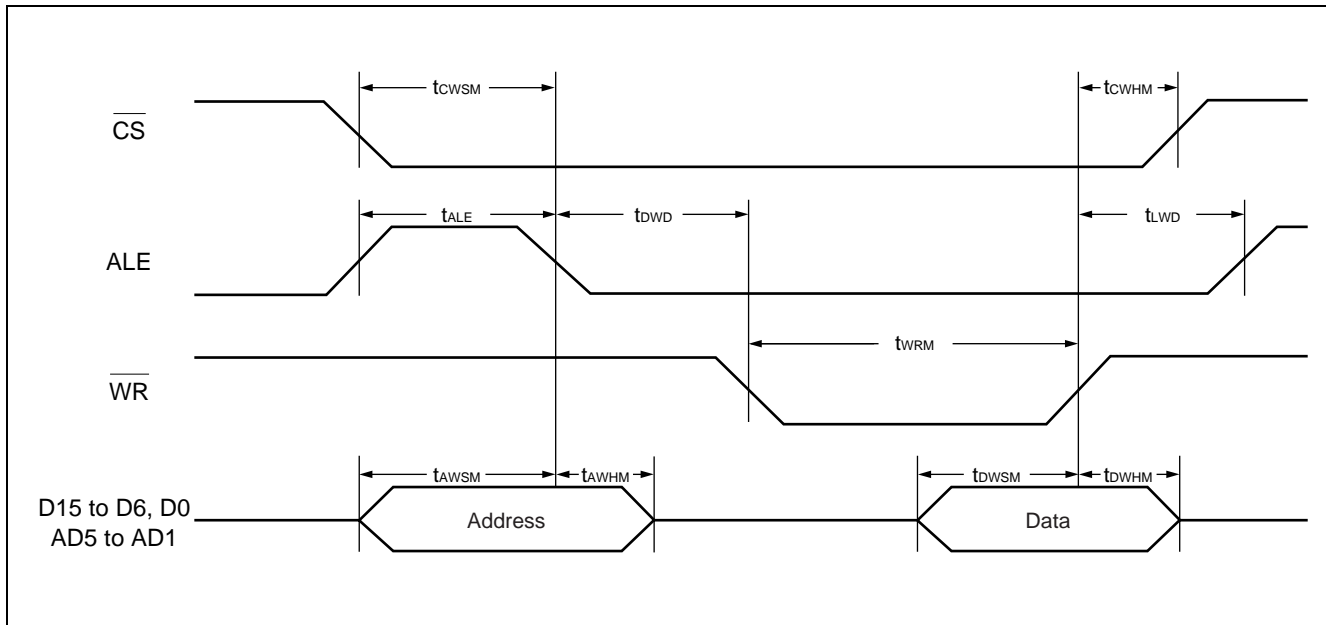 tCWSM
tCWHM
CS
tALE
tDWD
tLWD
ALE
tWRM
WR
tAWSM
tAWHM
tDWSM
tDWHM
D15 to D6, D0
AD5 to AD1
Address
Data